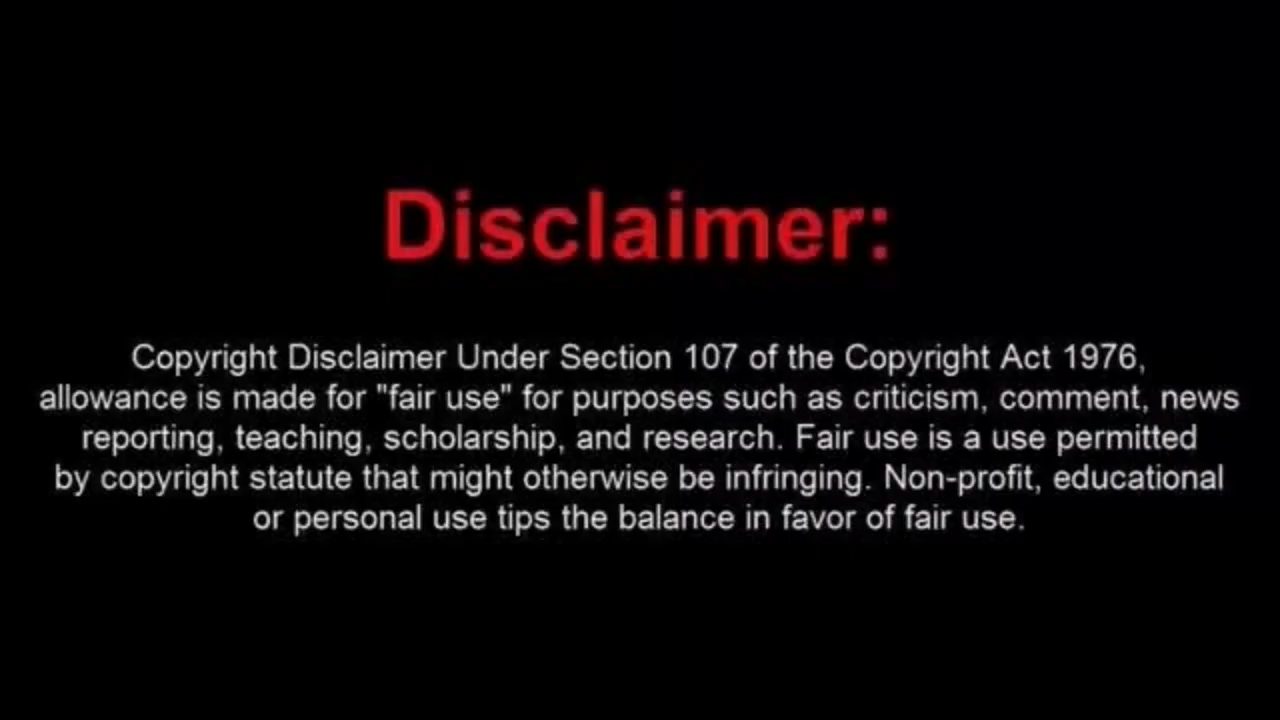 Disclaimer:
Copyright Disclaimer Under Section 107 of the Copyright Act 1976,
allowance is made for "fair use" for purposes such as criticism, comment, news
reporting, teaching, scholarship, and research. Fair use is a use permitted
by copyright statute that might otherwise be infringing. Non-profit, educational
or personal use tips the balance in favor of fair use.